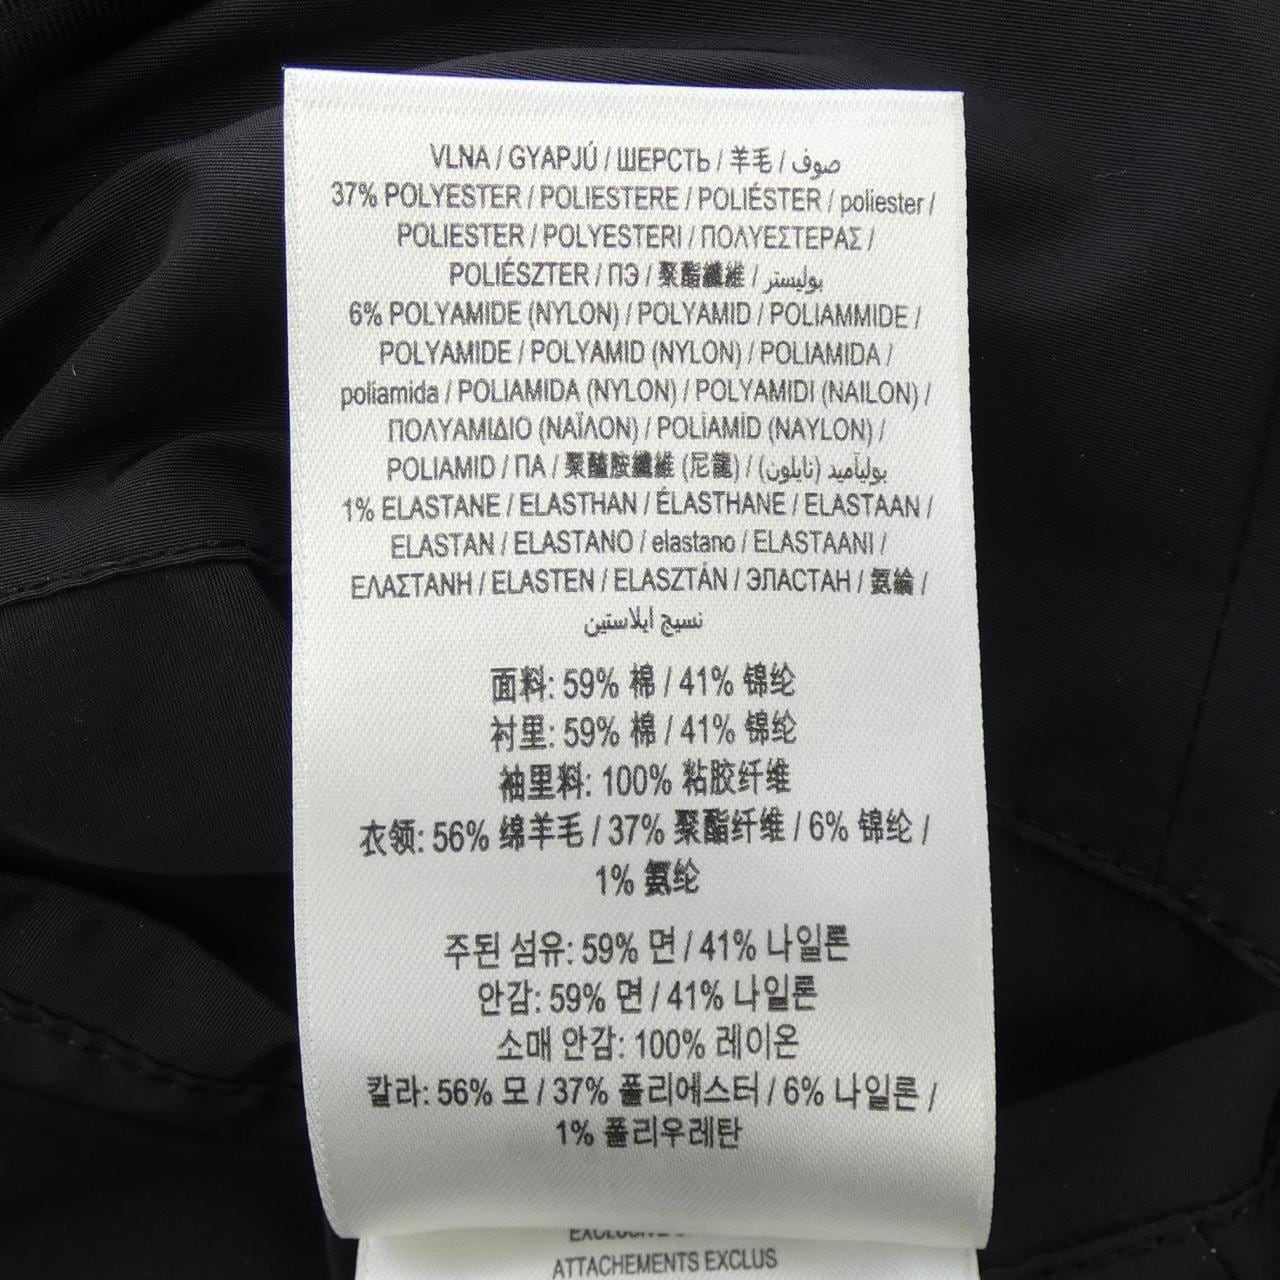 VLNA / GYAPJÚ / ШЕРСТЬ / 羊毛 / صوف
37% POLYESTER / POLIESTERE / POLIÉSTER / poliester /
POLIESTER / POLYESTERI / ΠΟΛΥΕΣΤΕΡΑΣ /
POLIÉSZTER / ПЭ / 聚酯纖維 / بوليستر
6% POLYAMIDE (NYLON) / POLYAMID / POLIAMMIDE /
POLYAMIDE / POLYAMID (NYLON) / POLIAMIDA /
poliamida / POLIAMIDA (NYLON) / POLYAMIDI (NAILON) /
ΠΟΛΥΑΜΙΔΙΟ (ΝΑΪΛΟΝ) / POLİAMİD (NAYLON) /
POLIAMID / ПА / 聚醯胺纖維 (尼龍) / بوليآميد (نايلون)
1% ELASTANE / ELASTHAN / ÉLASTHANE / ELASTAAN /
ELASTAN / ELASTANO / elastano / ELASTAANI /
ΕΛΑΣΤΑΝΗ / ELASTEN / ELASZTÁN / ЭЛАСТАН / 氨綸 /
نسيج ايلاستين
面料: 59% 棉 / 41% 锦纶
衬里: 59% 棉 / 41% 锦纶
袖里料: 100% 粘胶纤维
衣领: 56% 绵羊毛 / 37% 聚酯纤维 / 6% 锦纶 /
1% 氨纶
주된 섬유: 59% 면 / 41% 나일론
안감: 59% 면 / 41% 나일론
소매 안감: 100% 레이온
칼라: 56% 모 / 37% 폴리에스터 / 6% 나일론 /
1% 폴리우레탄
ATTACHEMENTS EXCLUS